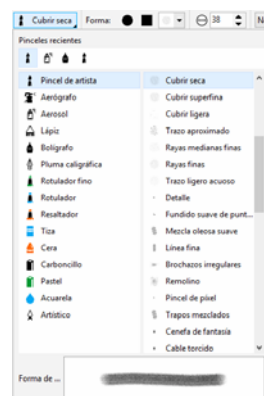 Cubrir seca Forma: 38 N
Pinceles recientes
Pincel de artista Cubrir seca
Aerógrafo Cubrir superfina
Aerosol Cubrir ligera
Lápiz Trazo aproximado
Bolígrafo Rayas medianas finas
Pluma caligráfica Rayas finas
Rotulador fino Trazo ligero acuoso
Rotulador Detalle
Resaltador Fundido suave de punt...
Tiza Mezcla oleosa suave
Cera Línea fina
Carboncillo Brochazos irregulares
Pastel Remolino
Acuarela Pincel de píxel
Artístico Trapos mezclados
Cenefa de fantasía
Cable torcido
Forma de ...